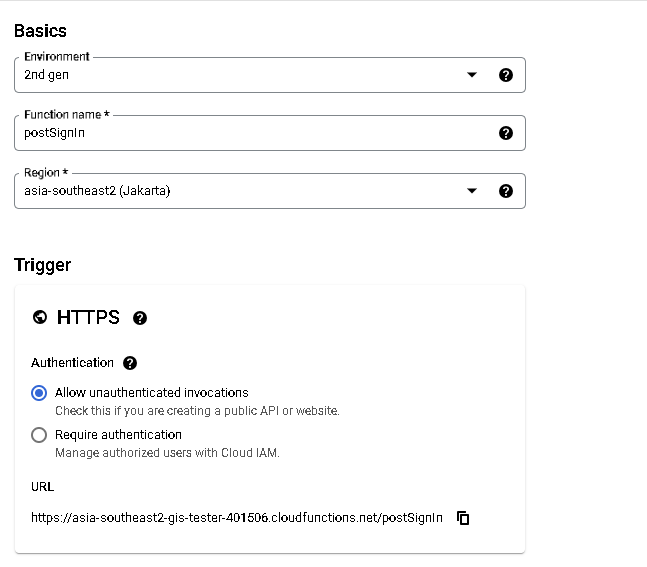 Basics
Environment
2nd gen
Function name *
postSignIn
Region *
asia-southeast2 (Jakarta)
Trigger
HTTPS
Authentication
Allow unauthenticated invocations
Check this if you are creating a public API or website.
Require authentication
Manage authorized users with Cloud IAM.
URL
https://asia-southeast2-gis-tester-401506.cloudfunctions.net/postSignIn